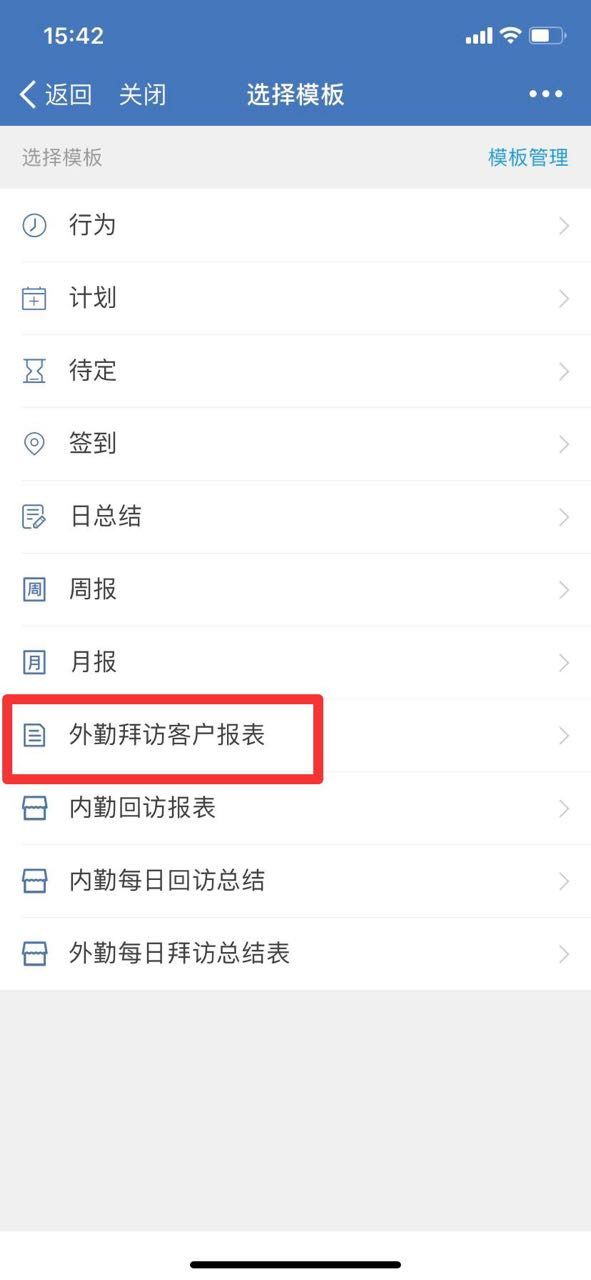 15:42
返回 关闭 选择模板
选择模板 模板管理
行为
计划
待定
签到
日总结
周 周报
月 月报
外勤拜访客户报表
内勤回访报表
内勤每日回访总结
外勤每日拜访总结表